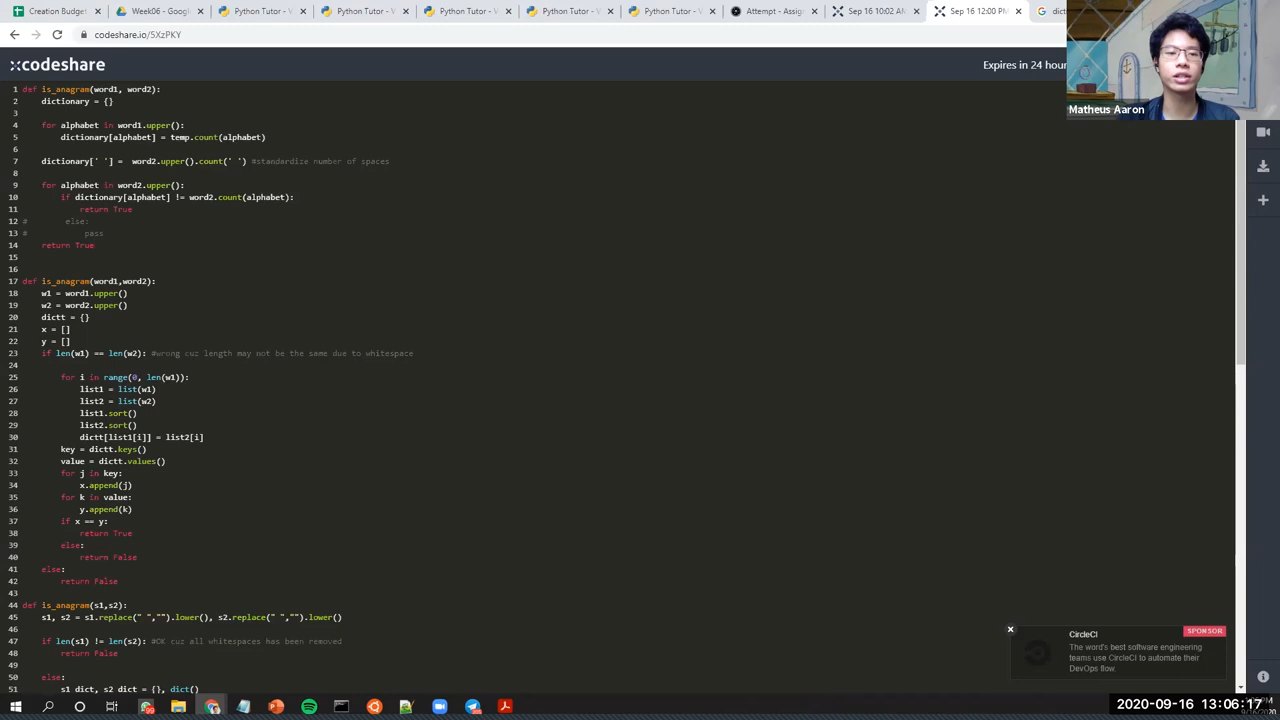 Creation Budget
Week06 - Google
Python Tutor - V
Python Tutor - V
Python Tutor - V
Python Tutor - V
Python Tutor - V
Attempt - Assign
Sep 16 10:02 AM
Sep 16 12:00 PM
dict
codeshare.io/5XzPKY
:xcodeshare
Expires in 24 hour
Matheus Aaron
1 def is_anagram(word1, word2):
2 dictionary = {}
3
4 for alphabet in word1.upper():
5 dictionary[alphabet] = temp.count(alphabet)
6
7 dictionary[' '] = word2.upper().count(' ') #standardize number of spaces
8
9 for alphabet in word2.upper():
10 if dictionary[alphabet] != word2.count(alphabet):
11 return True
12 # else:
13 # pass
14 return True
15
16
17 def is_anagram(word1,word2):
18 w1 = word1.upper()
19 w2 = word2.upper()
20 dictt = {}
21 x = []
22 y = []
23 if len(w1) == len(w2): #wrong cuz length may not be the same due to whitespace
24
25 for i in range(0, len(w1)):
26 list1 = list(w1)
27 list2 = list(w2)
28 list1.sort()
29 list2.sort()
30 dictt[list1[i]] = list2[i]
31 key = dictt.keys()
32 value = dictt.values()
33 for j in key:
34 x.append(j)
35 for k in value:
36 y.append(k)
37 if x == y:
38 return True
39 else:
40 return False
41 else:
42 return False
43
44 def is_anagram(s1,s2):
45 s1, s2 = s1.replace(" ","").lower(), s2.replace(" ","").lower()
46
47 if len(s1) != len(s2): #OK cuz all whitespaces has been removed
48 return False
49
50 else:
51 s1_dict, s2_dict = {}, dict()
CircleCI
SPONSOR
The word's best software engineering
teams use CircleCI to automate their
DevOps flow.
2020-09-16 13:06:17